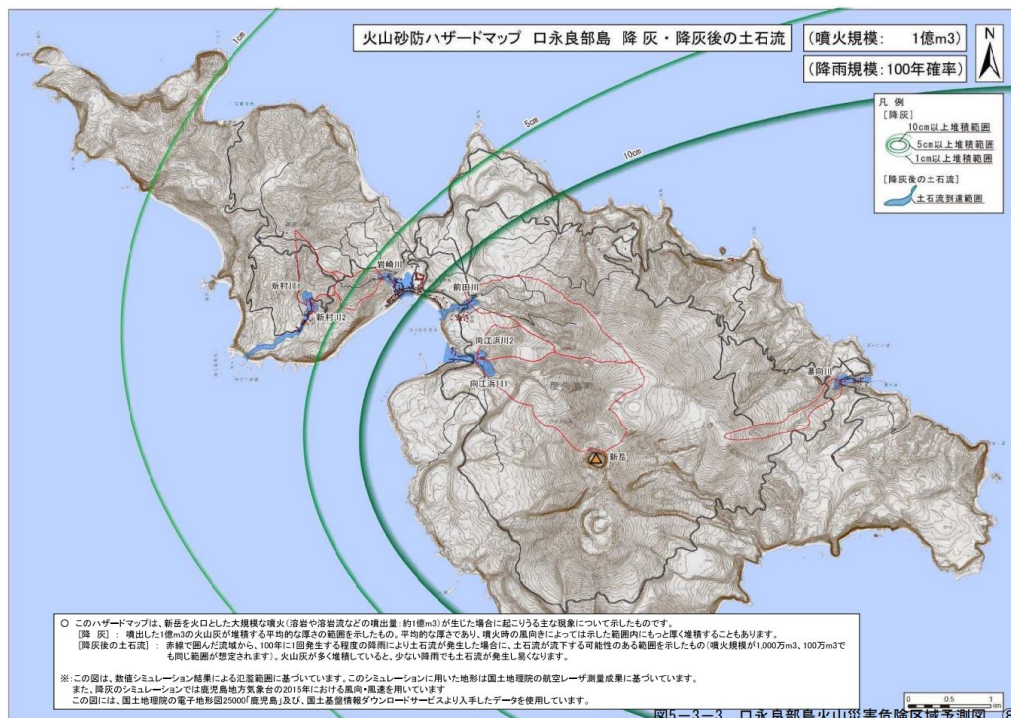 火山砂防ハザードマップ 口永良部島 降 灰・降灰後の土石流
(噴火規模: 1億m3)
(降雨規模:100年確率)
N
凡 例
[降灰]
10cm以上堆積範囲
5cm以上堆積範囲
1cm以上堆積範囲
[降灰後の土石流]
土石流到達範囲
1cm
5cm
10cm
岩崎川
前田川
新村川1
新村川2
向江浜川2
向江浜川1
湯向川
新岳
○ このハザードマップは、新岳を火口とした大規模な噴火(溶岩や溶岩流などの噴出量:約1億m3)が生じた場合に起こりうる主な現象について示したものです。
[降 灰] : 噴出した1億m3の火山灰が堆積する平均的な厚さの範囲を示したもの。平均的な厚さであり、噴火時の風向きによっては示した範囲内にもっと厚く堆積することもあります。
[降灰後の土石流] : 赤線で囲んだ流域から、100年に1回発生する程度の降雨により土石流が発生した場合に、土石流が流下する可能性のある範囲を示したもの(噴火規模が1,000万m3、100万m3で
も同じ範囲が想定されます)。火山灰が多く堆積していると、少ない降雨でも土石流が発生し易くなります。
※:この図は、数値シミュレーション結果による氾濫範囲に基づいています。このシミュレーションに用いた地形は国土地理院の航空レーザ測量成果に基づいています。
また、降灰のシミュレーションでは鹿児島地方気象台の2015年における風向・風速を用いています
この図には、国土地理院の電子地形図25000「鹿児島」及び、国土基盤情報ダウンロードサービスより入手したデータを使用しています。
0 0.5 1
km
図5-3-3 口永良部島火山災害危険区域予測図